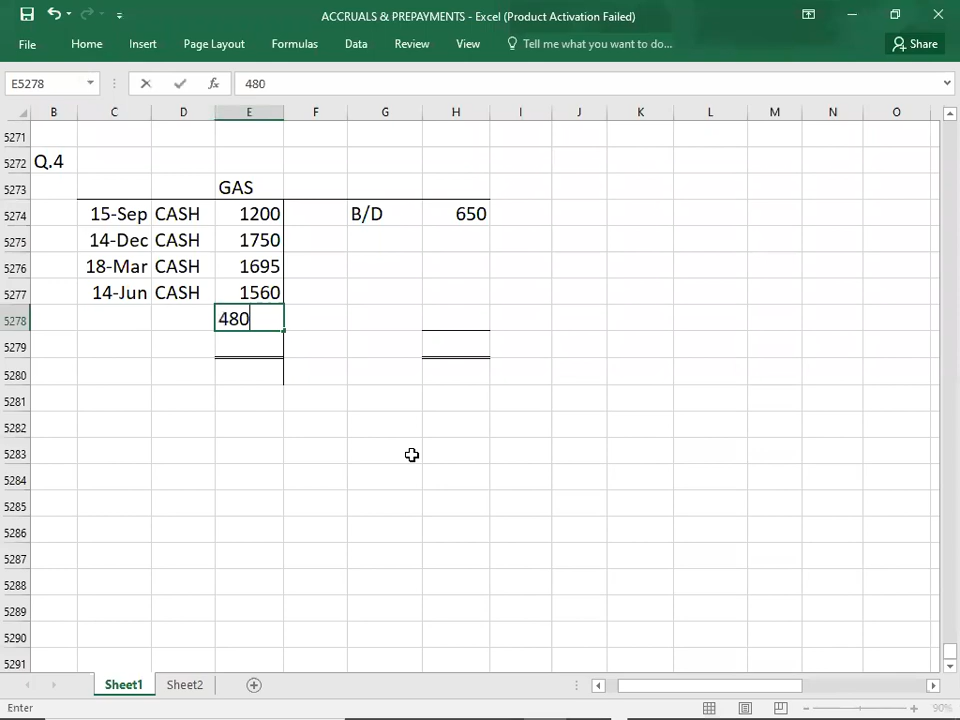 ACCRUALS & PREPAYMENTS - Excel (Product Activation Failed)
File Home Insert Page Layout Formulas Data Review View Tell me what you want to do... Share
E5278 fx 480
B C D E F G H I J K L M N O
5271
5272 Q.4
5273 GAS
5274 15-Sep CASH 1200 B/D 650
5275 14-Dec CASH 1750
5276 18-Mar CASH 1695
5277 14-Jun CASH 1560
5278 480
5279
5280
5281
5282
5283
5284
5285
5286
5287
5288
5289
5290
5291
Sheet1 Sheet2
Enter 90%